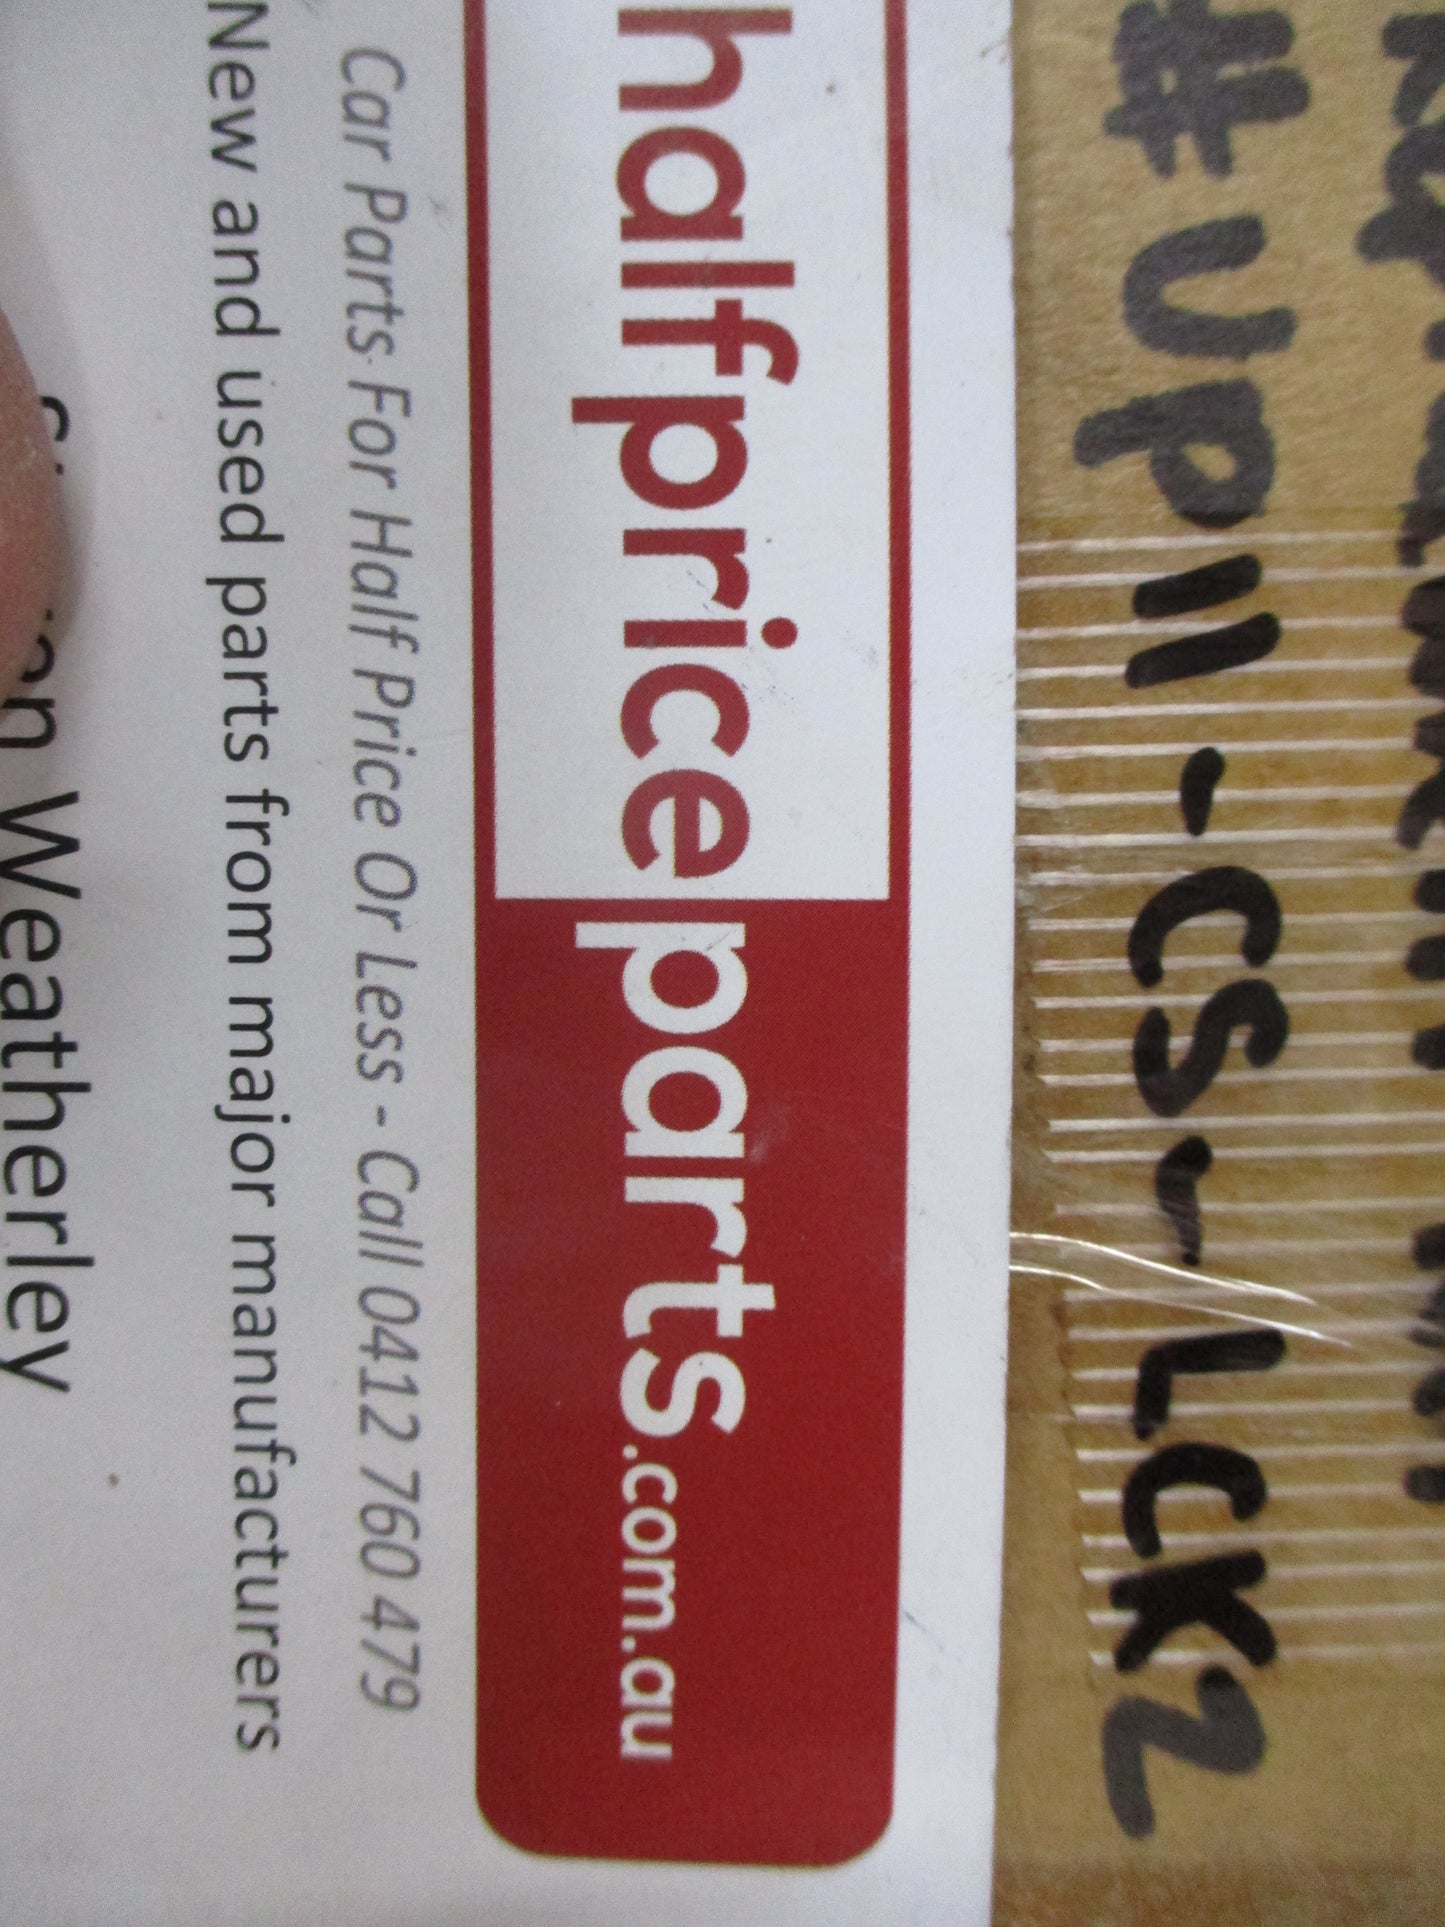 #UP11-CS-LCK2
halfpriceparts.com.au
Car Parts For Half Price Or Less - Call 0412 760 479
New and used parts from major manufacturers
Weatherley